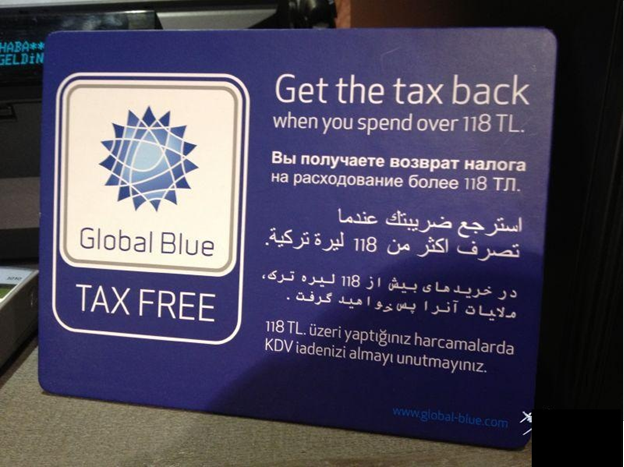 HABA**
GELDİN
Global Blue
TAX FREE
Get the tax back
when you spend over 118 TL.
Вы получаете возврат налога
на расходование более 118 ТЛ.
استرجع ضريبتك عندما
تصرف اكثر من 118 ليرة تركية.
در خریدهای بیش از 118 لیره ترک،
ملایات آنرا پس خواهید گرفت .
118 TL. üzeri yaptığınız harcamalarda
KDV iadenizi almayı unutmayınız.
www.global-blue.com